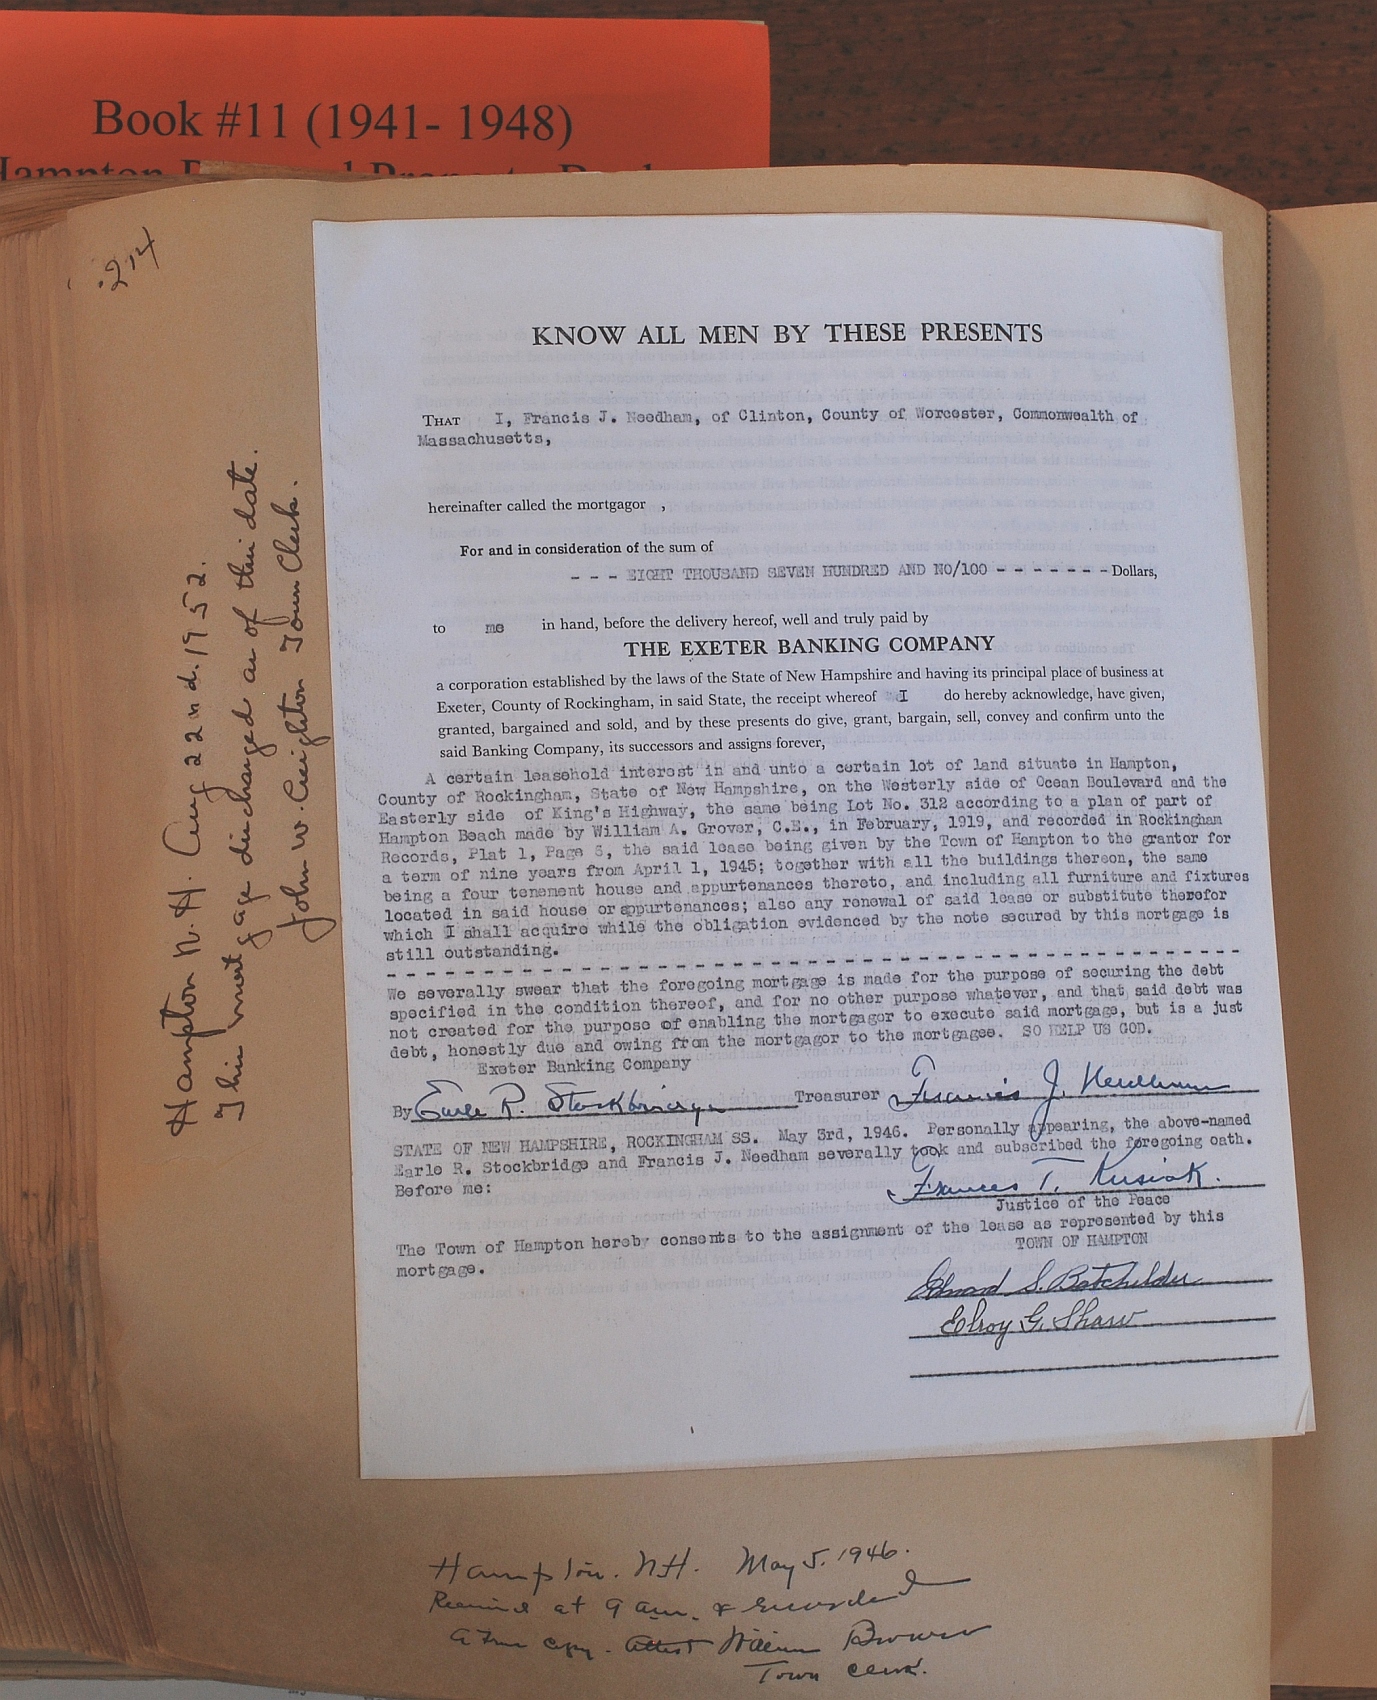 Book #11 (1941- 1948)
214
KNOW ALL MEN BY THESE PRESENTS
THAT I, Francis J. Needham, of Clinton, County of Worcester, Commonwealth of
Massachusetts,
hereinafter called the mortgagor ,
For and in consideration of the sum of
- - - EIGHT THOUSAND SEVEN HUNDRED AND NO/100 - - - - - - - Dollars,
to me in hand, before the delivery hereof, well and truly paid by
THE EXETER BANKING COMPANY
a corporation established by the laws of the State of New Hampshire and having its principal place of business at
Exeter, County of Rockingham, in said State, the receipt whereof I do hereby acknowledge, have given,
granted, bargained and sold, and by these presents do give, grant, bargain, sell, convey and confirm unto the
said Banking Company, its successors and assigns forever,
A certain leasehold interest in and unto a certain lot of land situate in Hampton,
County of Rockingham, State of New Hampshire, on the Westerly side of Ocean Boulevard and the
Easterly side of King's Highway, the same being Lot No. 312 according to a plan of part of
Hampton Beach made by William A. Grover, C.E., in February, 1919, and recorded in Rockingham
Records, Plat 1, Page 5, the said lease being given by the Town of Hampton to the grantor for
a term of nine years from April 1, 1945; together with all the buildings thereon, the same
being a four tenement house and appurtenances thereto, and including all furniture and fixtures
located in said house or appurtenances; also any renewal of said lease or substitute therefor
which I shall acquire while the obligation evidenced by the note secured by this mortgage is
still outstanding.
- - - - - - - - - - - - - - - - - - - - - - - - - - - - - - - - - - - - - - - -
We severally swear that the foregoing mortgage is made for the purpose of securing the debt
specified in the condition thereof, and for no other purpose whatever, and that said debt was
not created for the purpose of enabling the mortgagor to execute said mortgage, but is a just
debt, honestly due and owing from the mortgagor to the mortgagee. SO HELP US GOD.
Exeter Banking Company
By Earle R. Stockbridge Treasurer Francis J. Needham
STATE OF NEW HAMPSHIRE, ROCKINGHAM SS. May 3rd, 1946. Personally appearing, the above-named
Earle R. Stockbridge and Francis J. Needham severally took and subscribed the foregoing oath.
Before me:
Frances T. Kusiak.
Justice of the Peace
The Town of Hampton hereby consents to the assignment of the lease as represented by this
mortgage.
TOWN OF HAMPTON
Edward S. Batchelder
Elroy G. Shaw
Hampton N. H. Aug 22nd. 1952.
This mortgage discharged as of this date.
John W. Creighton Town Clerk.
Hampton. N.H. May 5. 1946.
Received at 9 am. & Recorded
A True Copy. Attest William Brown
Town Clerk.